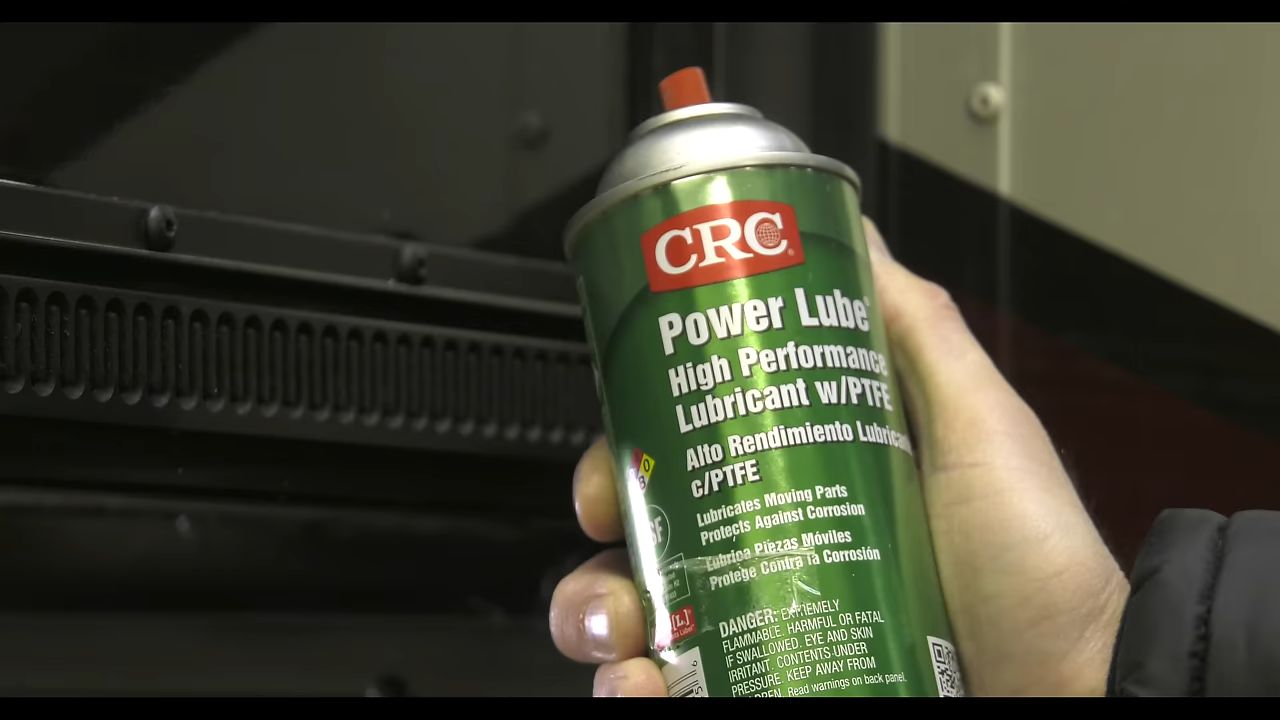 CRC
Power Lube®
High Performance
Lubricant w/PTFE
Alto Rendimiento
c/PTFE
Lubricates Moving Parts
Protects Against Corrosion
Lubrica Piezas Móviles
Protege Contra la Corrosión
DANGER: EXTREMELY
FLAMMABLE. HARMFUL OR FATAL
IF SWALLOWED. EYE AND SKIN
IRRITANT. CONTENTS UNDER
PRESSURE. KEEP AWAY FROM
Read warnings on back panel.
0
[L]®